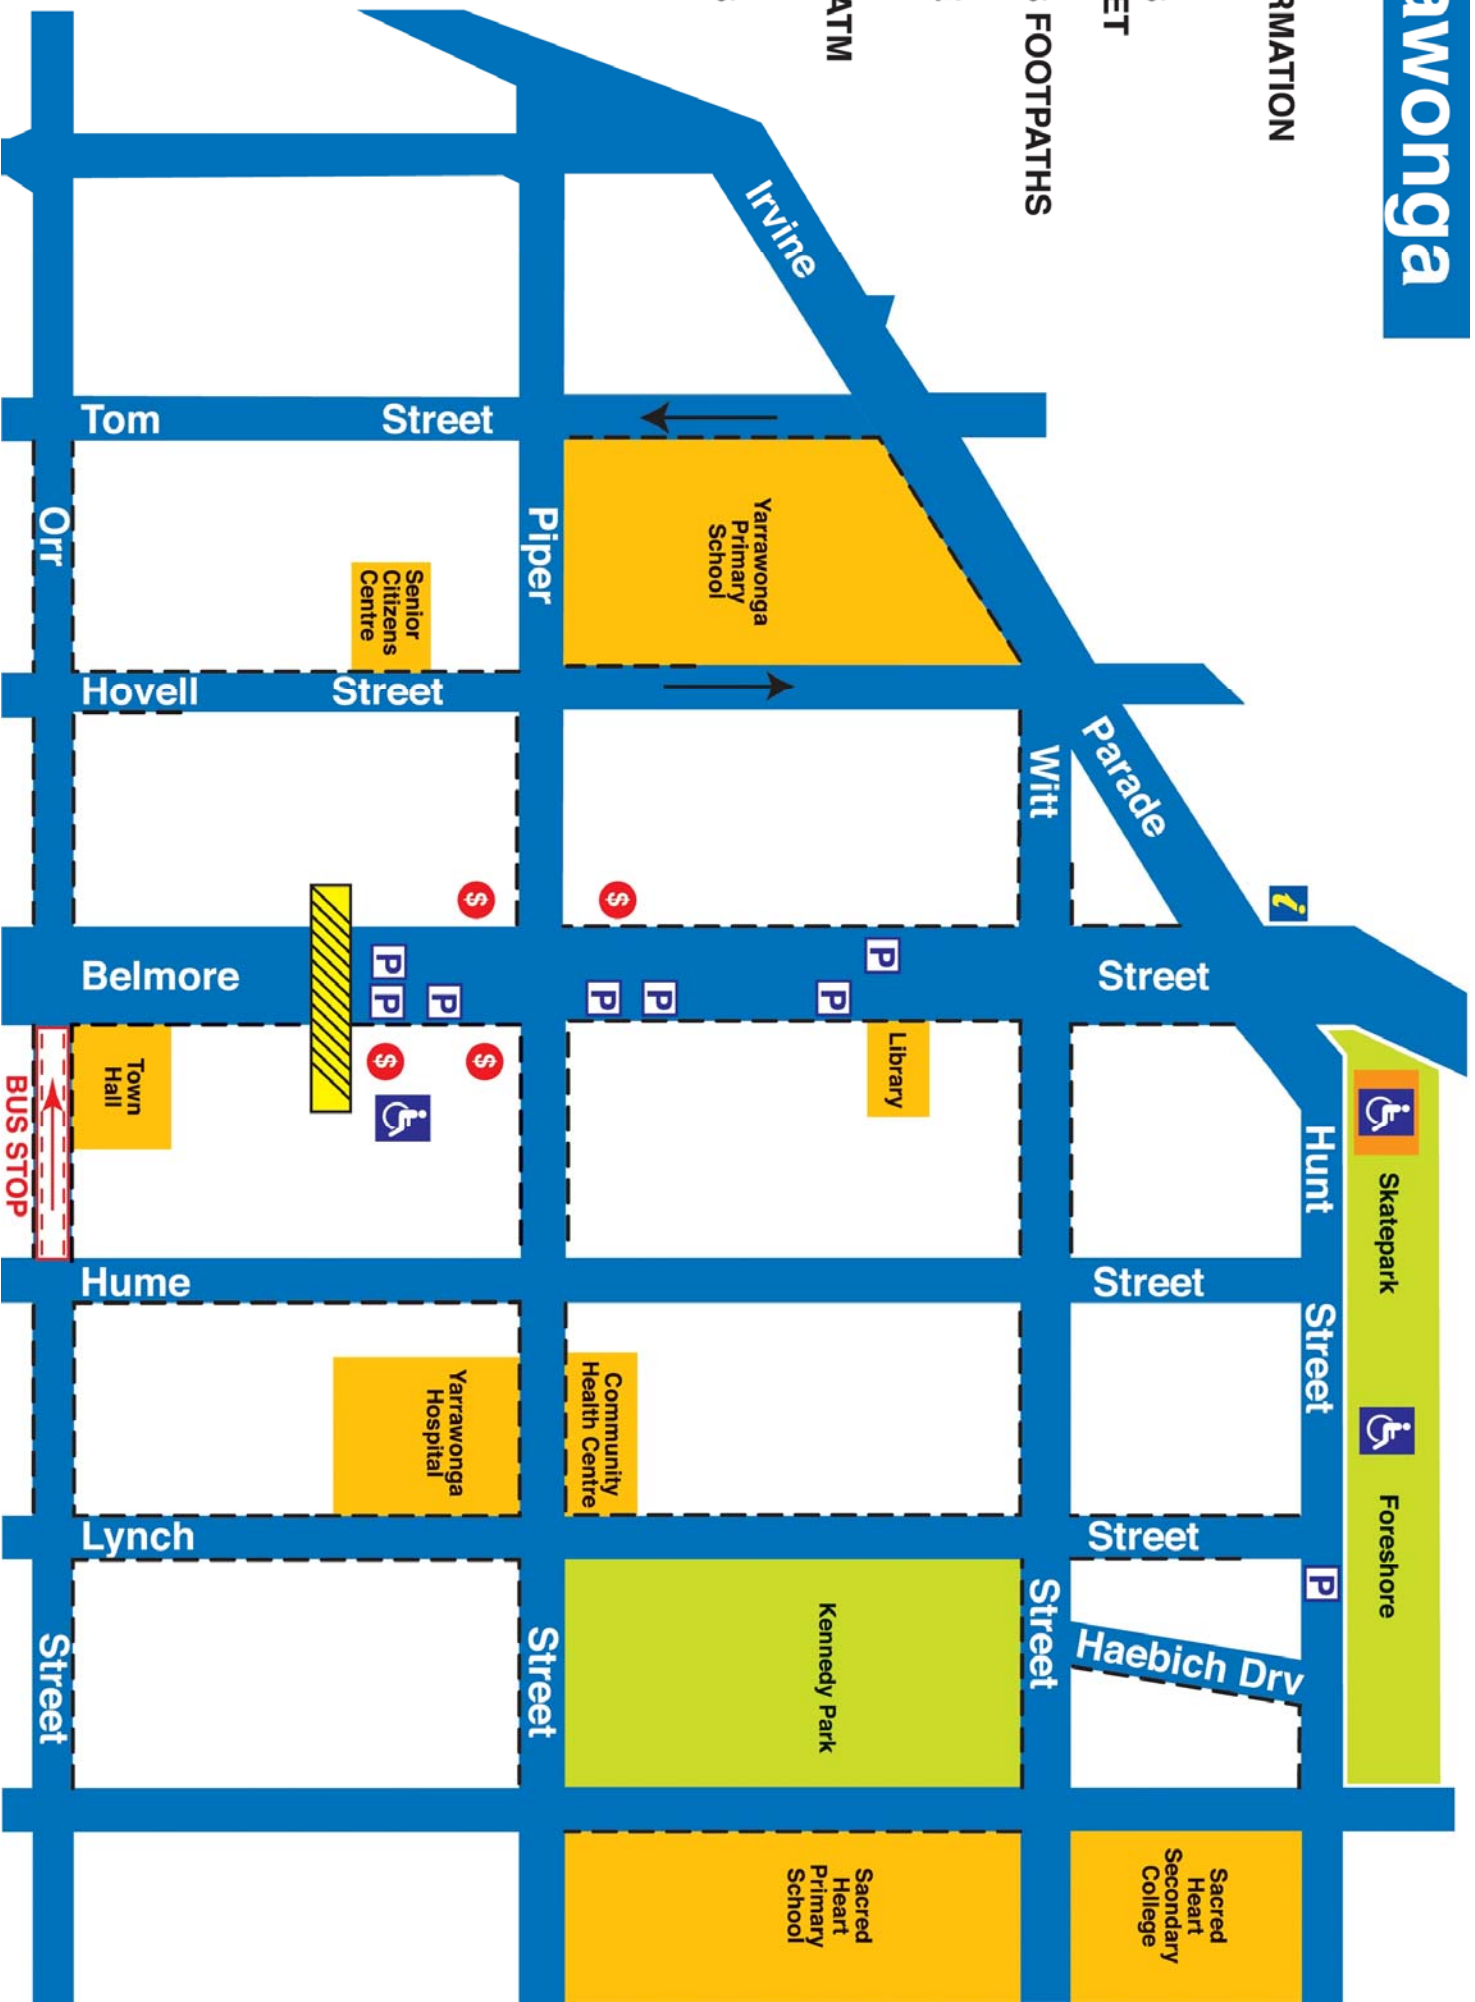 awonga
RMATION
ET
FOOTPATHS
ATM
Irvine
Parade
Tom Street
Orr
Street
Piper
Street
Yarrawonga
Primary
School
Senior
Citizens
Centre
Hovell Street
Witt
Street
i
$
$
Belmore Street
P
P
P
P
P
P
P
Town
Hall
$
$
Library
BUS STOP
Hunt
Street
Skatepark
Foreshore
Hume Street
Yarrawonga
Hospital
Community
Health Centre
Lynch Street
P
Haebich Drv
Kennedy Park
Sacred
Heart
Primary
School
Sacred
Heart
Secondary
College